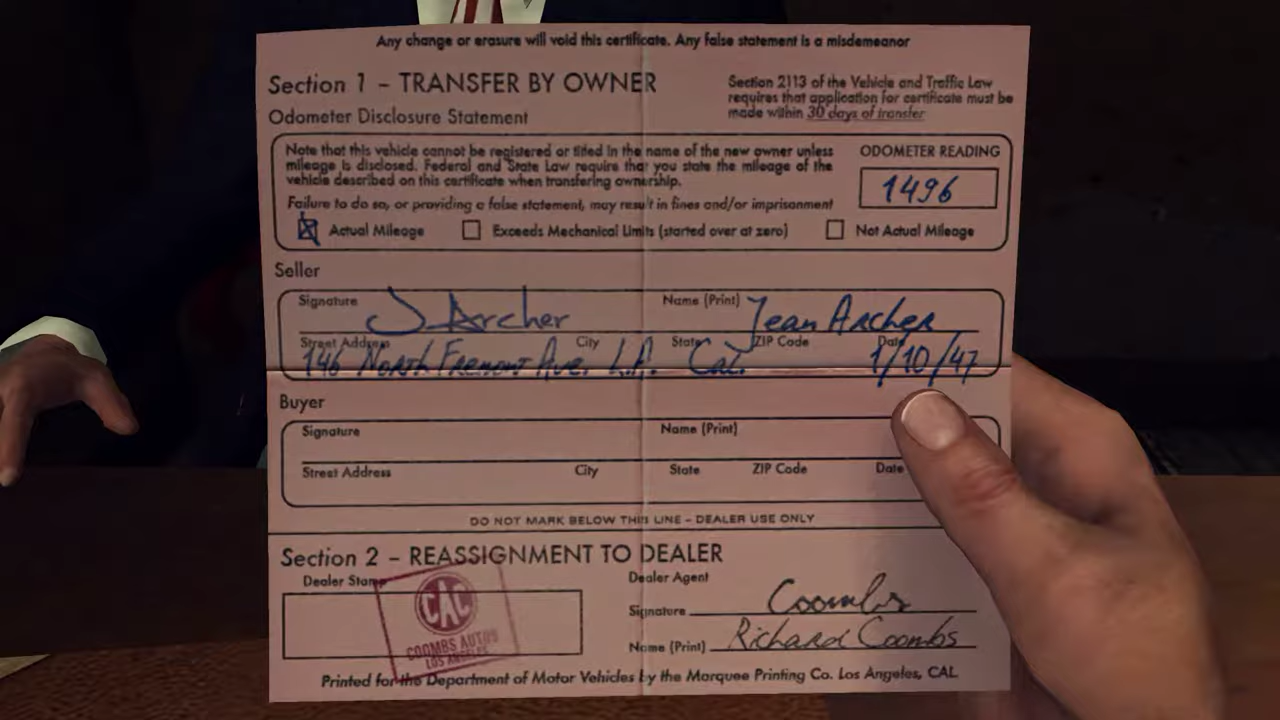 Any change or erasure will void this certificate. Any false statement is a misdemeanor
Section 1 – TRANSFER BY OWNER
Section 2113 of the Vehicle and Traffic Law
requires that application for certificate must be
made within 30 days of transfer
Odometer Disclosure Statement
Note that this vehicle cannot be registered or titled in the name of the new owner unless
mileage is disclosed. Federal and State Law require that you state the mileage of the
vehicle described on this certificate when transfering ownership.
Failure to do so, or providing a false statement, may result in fines and/or imprisonment
ODOMETER READING
1496
Actual Mileage
Exceeds Mechanical Limits (started over at zero)
Not Actual Mileage
Seller
Signature J. Archer Name (Print) Jean Archer
Street Address City State ZIP Code Date
146 North Fremont Ave. L.A. Cal. 1/10/47
Buyer
Signature Name (Print)
Street Address City State ZIP Code Date
DO NOT MARK BELOW THIS LINE – DEALER USE ONLY
Section 2 – REASSIGNMENT TO DEALER
Dealer Stamp
CAC
COOMBS AUTOS
LOS ANGELES
Dealer Agent
Signature Coombs
Name (Print) Richard Coombs
Printed for the Department of Motor Vehicles by the Marquee Printing Co. Los Angeles, CAL